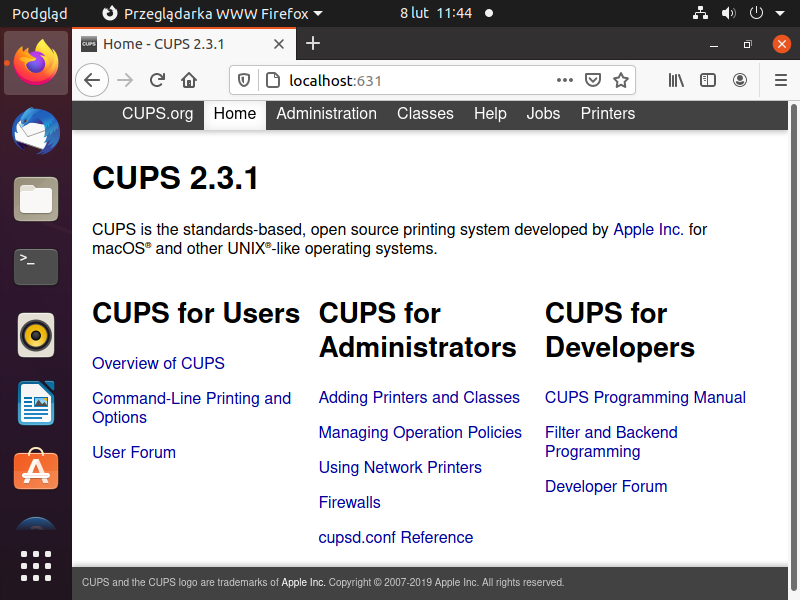 Podgląd Przeglądarka WWW Firefox 8 lut 11:44
CUPS Home - CUPS 2.3.1
localhost:631
CUPS.org Home Administration Classes Help Jobs Printers
CUPS 2.3.1
CUPS is the standards-based, open source printing system developed by Apple Inc. for
macOS® and other UNIX®-like operating systems.
CUPS for Users
Overview of CUPS
Command-Line Printing and
Options
User Forum
CUPS for
Administrators
Adding Printers and Classes
Managing Operation Policies
Using Network Printers
Firewalls
cupsd.conf Reference
CUPS for
Developers
CUPS Programming Manual
Filter and Backend
Programming
Developer Forum
CUPS and the CUPS logo are trademarks of Apple Inc. Copyright © 2007-2019 Apple Inc. All rights reserved.